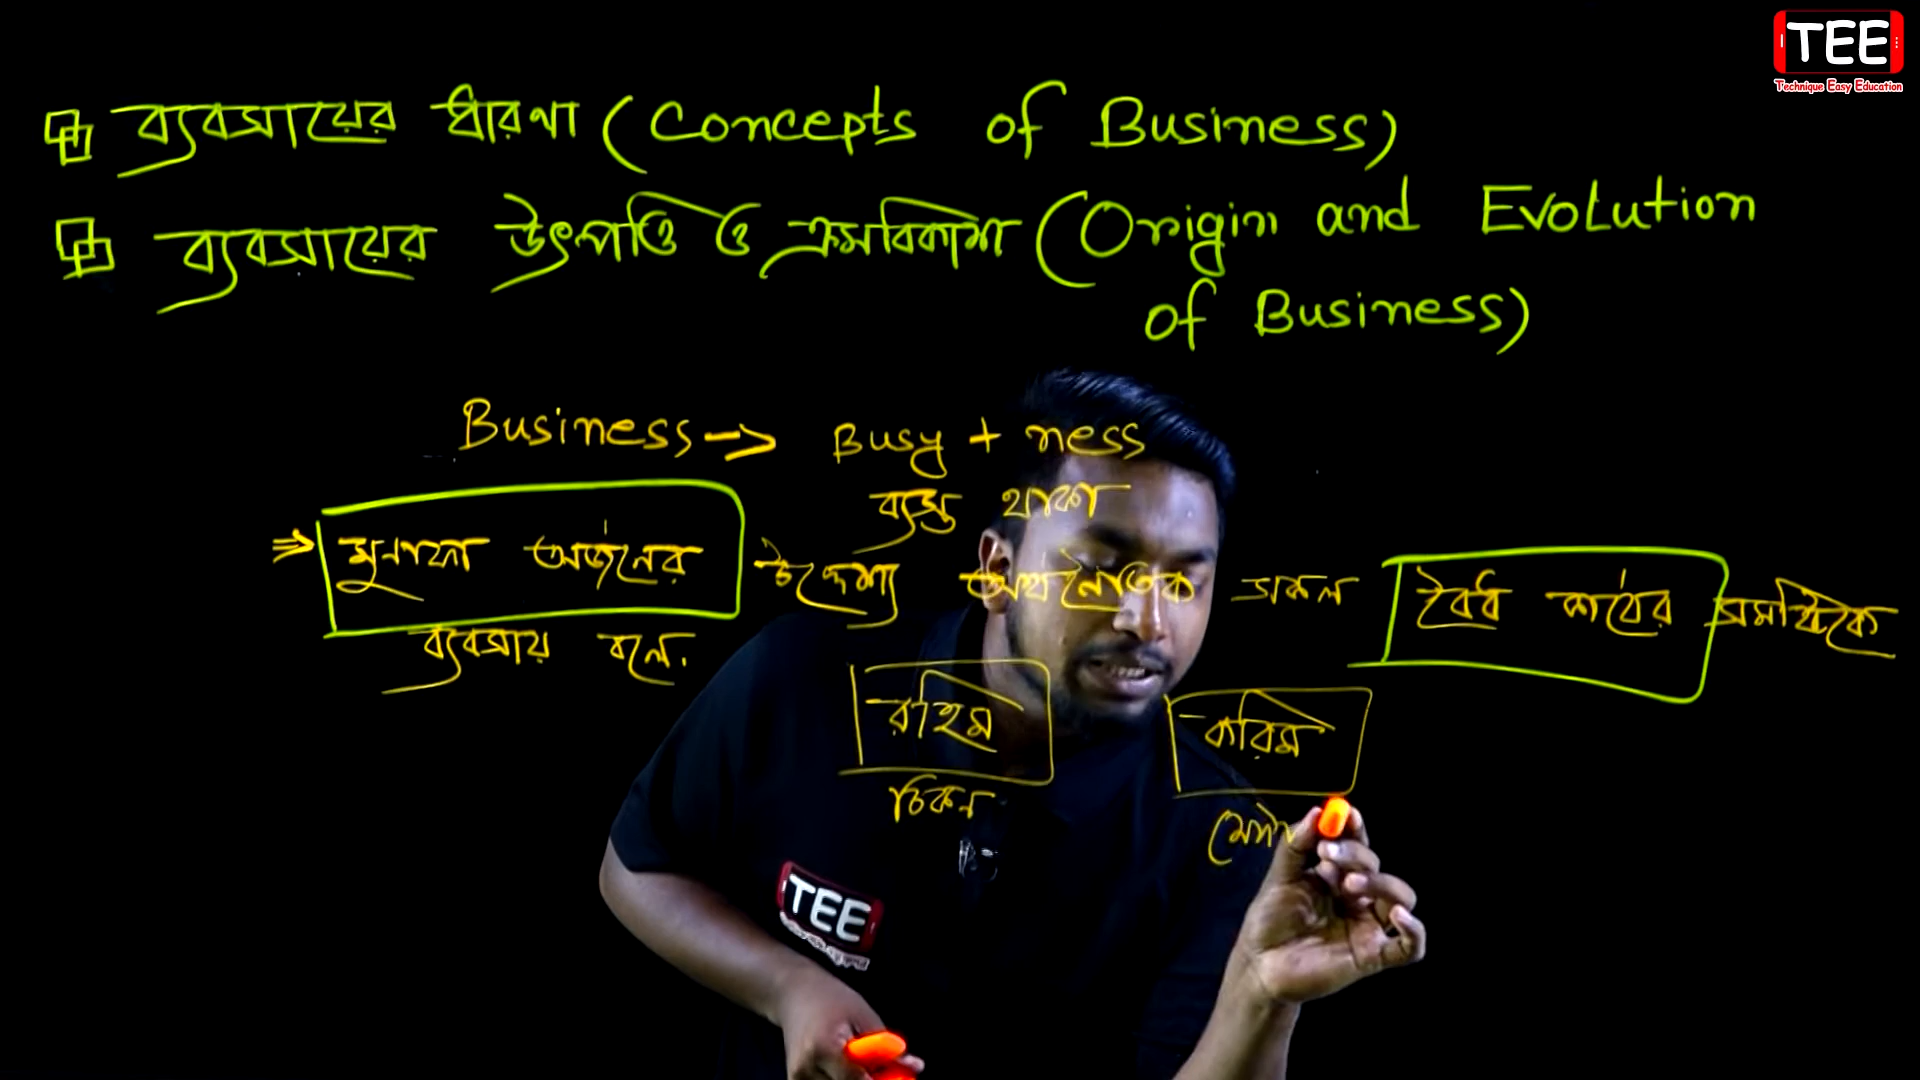 TEE
Technique Easy Education
ব্যবসায়ের ধারণা (Concepts of Business)
ব্যবসায়ের উৎপত্তি ও ক্রমবিকাশ (Origin and Evolution
of Business)
Business -> Busy + ness
ব্যস্ত থাকা
=> মুনাফা অর্জনের উদ্দেশ্য অর্থনৈতিক সকল বৈধ কার্যের সমষ্টিকে
ব্যবসায় বলে.
রহিম করিম
চিকন
TEE